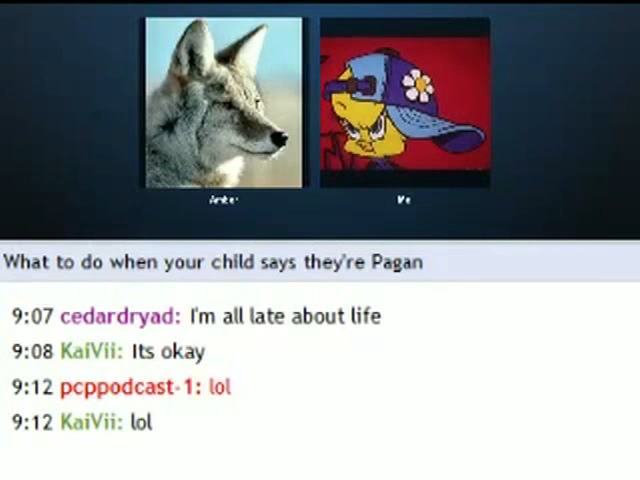 Amber
Me
What to do when your child says they're Pagan
9:07 cedardryad: I'm all late about life
9:08 KaiVii: Its okay
9:12 pcppodcast-1: lol
9:12 KaiVii: lol